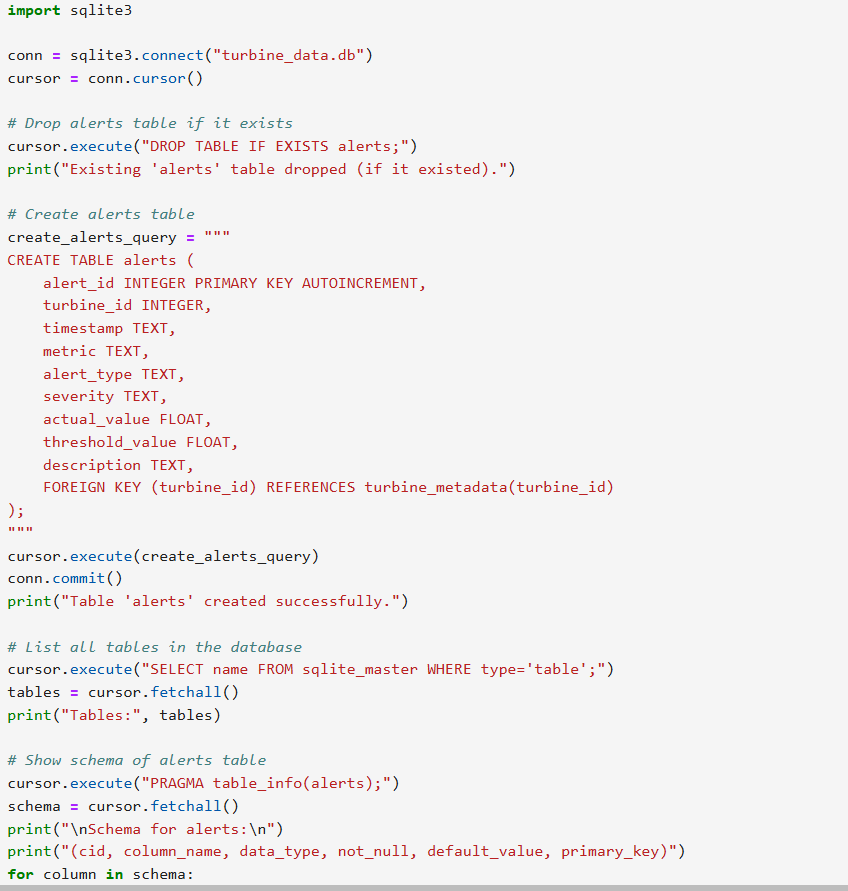 import sqlite3

conn = sqlite3.connect("turbine_data.db")
cursor = conn.cursor()

# Drop alerts table if it exists
cursor.execute("DROP TABLE IF EXISTS alerts;")
print("Existing 'alerts' table dropped (if it existed).")

# Create alerts table
create_alerts_query = """
CREATE TABLE alerts (
    alert_id INTEGER PRIMARY KEY AUTOINCREMENT,
    turbine_id INTEGER,
    timestamp TEXT,
    metric TEXT,
    alert_type TEXT,
    severity TEXT,
    actual_value FLOAT,
    threshold_value FLOAT,
    description TEXT,
    FOREIGN KEY (turbine_id) REFERENCES turbine_metadata(turbine_id)
);
"""
cursor.execute(create_alerts_query)
conn.commit()
print("Table 'alerts' created successfully.")

# List all tables in the database
cursor.execute("SELECT name FROM sqlite_master WHERE type='table';")
tables = cursor.fetchall()
print("Tables:", tables)

# Show schema of alerts table
cursor.execute("PRAGMA table_info(alerts);")
schema = cursor.fetchall()
print("\nSchema for alerts:\n")
print("(cid, column_name, data_type, not_null, default_value, primary_key)")
for column in schema: